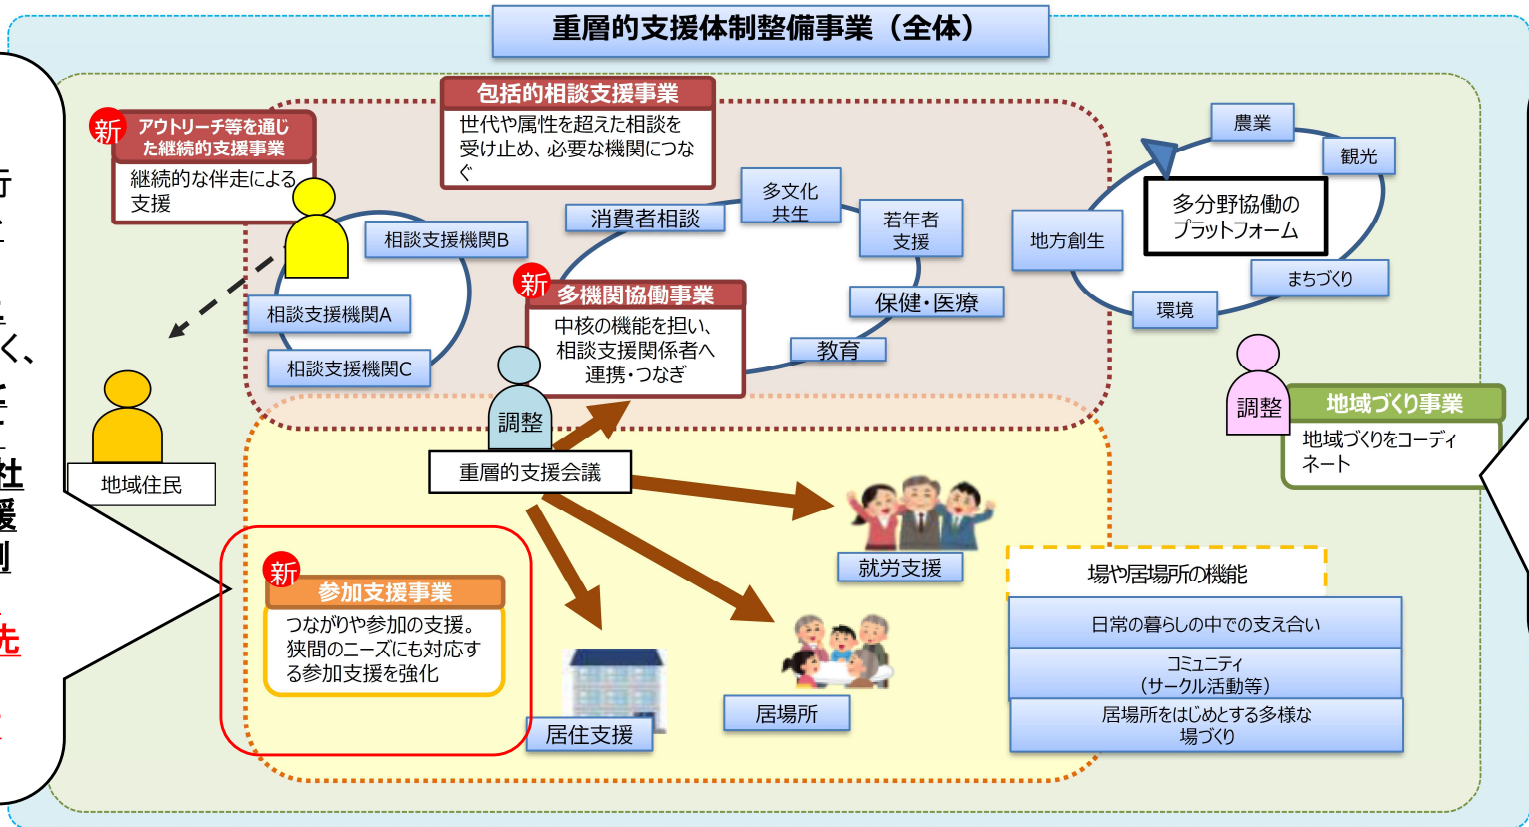 重層的支援体制整備事業（全体）
新
アウトリーチ等を通じ
た継続的支援事業
継続的な伴走による
支援
包括的相談支援事業
世代や属性を超えた相談を
受け止め、必要な機関につな
ぐ
相談支援機関B
相談支援機関A
相談支援機関C
消費者相談
多文化
共生
若年者
支援
保健・医療
教育
新
多機関協働事業
中核の機能を担い、
相談支援関係者へ
連携・つなぎ
調整
重層的支援会議
農業
観光
地方創生
多分野協働の
プラットフォーム
まちづくり
環境
調整
地域づくり事業
地域づくりをコーディ
ネート
地域住民
新
参加支援事業
つながりや参加の支援。
狭間のニーズにも対応す
る参加支援を強化
就労支援
居住支援
居場所
場や居場所の機能
日常の暮らしの中での支え合い
コミュニティ
（サークル活動等）
居場所をはじめとする多様な
場づくり
行
く、
社
援
先